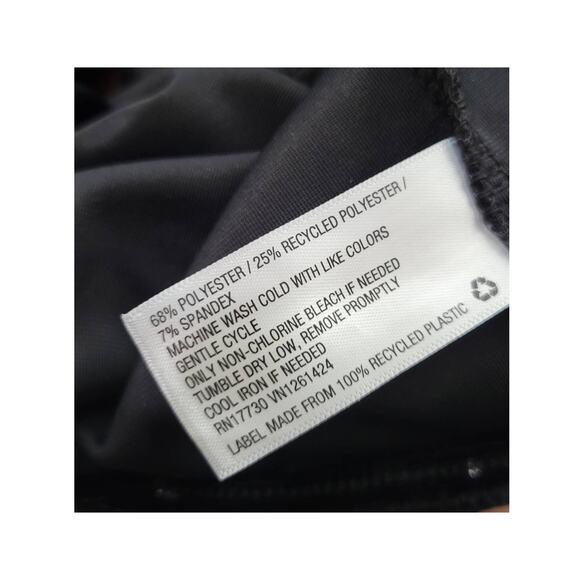 68% POLYESTER / 25% RECYCLED POLYESTER /
7% SPANDEX
MACHINE WASH COLD WITH LIKE COLORS
GENTLE CYCLE
ONLY NON-CHLORINE BLEACH IF NEEDED
TUMBLE DRY LOW, REMOVE PROMPTLY
COOL IRON IF NEEDED
RN17730 VN1261424
LABEL MADE FROM 100% RECYCLED PLASTIC